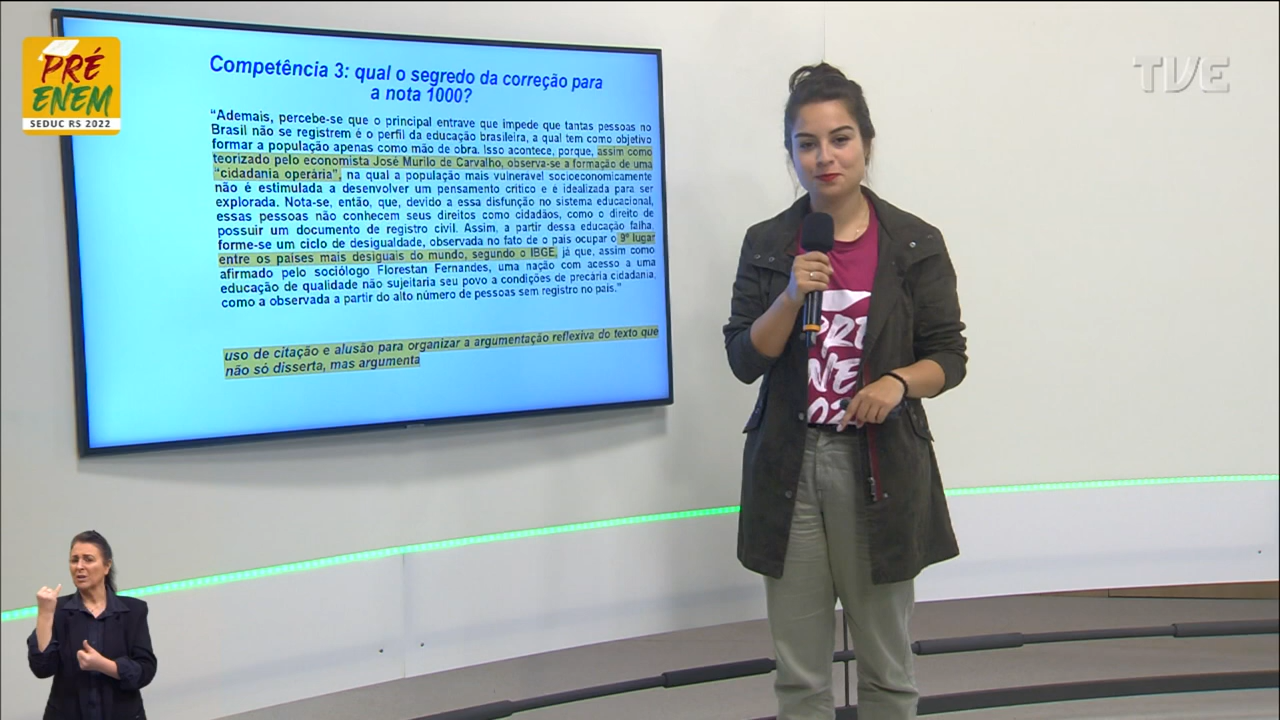 PRÉ
ENEM
SEDUC RS 2022
TVE
Competência 3: qual o segredo da correção para
a nota 1000?
“Ademais, percebe-se que o principal entrave que impede que tantas pessoas no
Brasil não se registrem é o perfil da educação brasileira, a qual tem como objetivo
formar a população apenas como mão de obra. Isso acontece, porque, assim como
teorizado pelo economista José Murilo de Carvalho, observa-se a formação de uma
“cidadania operária”, na qual a população mais vulnerável socioeconomicamente
não é estimulada a desenvolver um pensamento crítico e é idealizada para ser
explorada. Nota-se, então, que, devido a essa disfunção no sistema educacional,
essas pessoas não conhecem seus direitos como cidadãos, como o direito de
possuir um documento de registro civil. Assim, a partir dessa educação falha,
forme-se um ciclo de desigualdade, observada no fato de o país ocupar o 9º lugar
entre os países mais desiguais do mundo, segundo o IBGE, já que, assim como
afirmado pelo sociólogo Florestan Fernandes, uma nação com acesso a uma
educação de qualidade não sujeitaria seu povo a condições de precária cidadania,
como a observada a partir do alto número de pessoas sem registro no país.”
uso de citação e alusão para organizar a argumentação reflexiva do texto que
não só disserta, mas argumenta